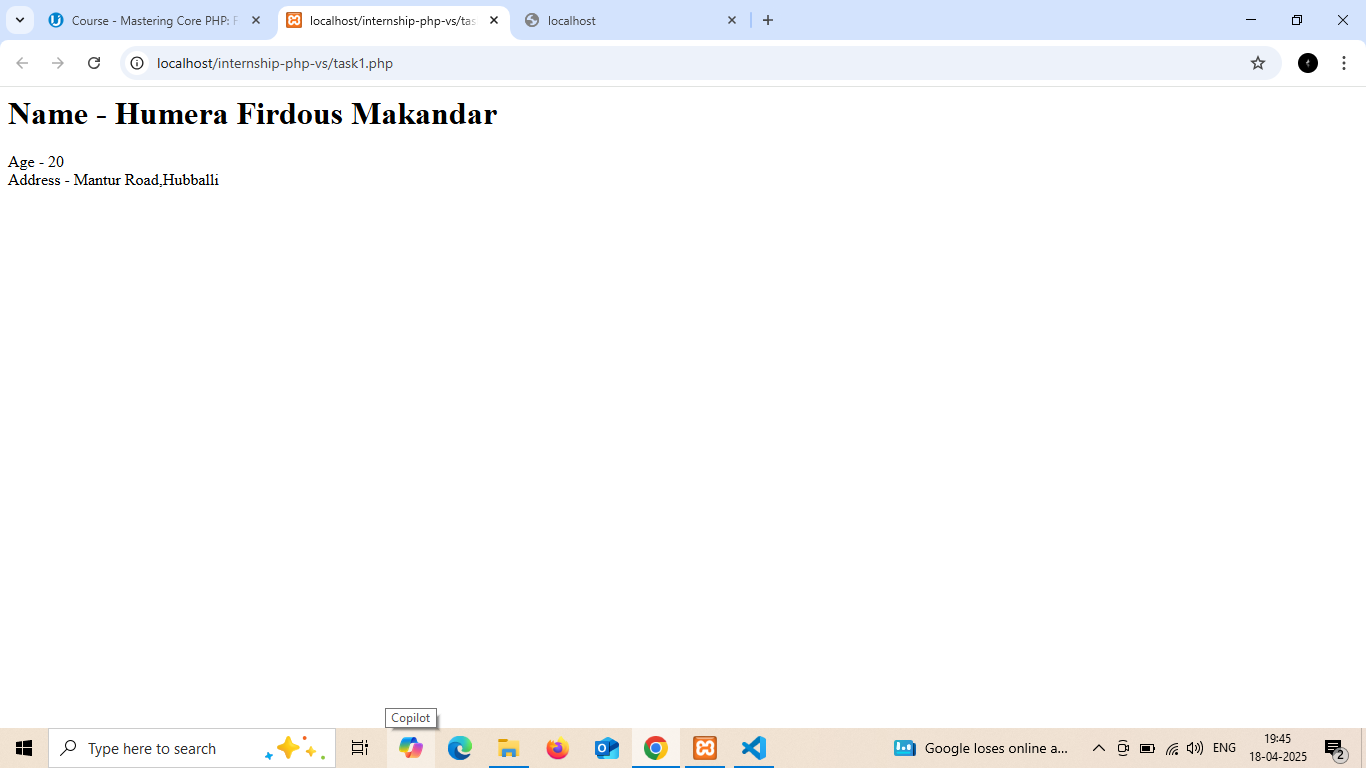 Course - Mastering Core PHP: F
localhost/internship-php-vs/tas
localhost
localhost/internship-php-vs/task1.php
Name - Humera Firdous Makandar
Age - 20
Address - Mantur Road,Hubballi
Copilot
Type here to search
Google loses online a...
ENG
19:45
18-04-2025
2